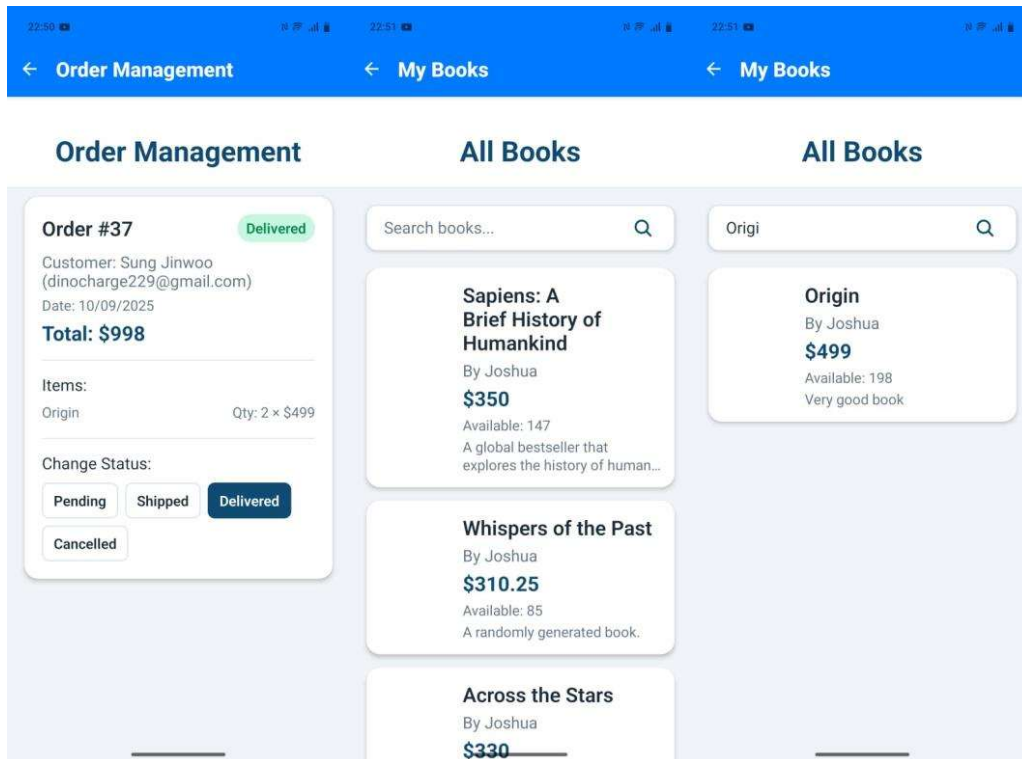 22:50
Order Management
Order Management
Order #37
Delivered
Customer: Sung Jinwoo
(dinocharge229@gmail.com)
Date: 10/09/2025
Total: $998
Items:
Origin
Qty: 2 × $499
Change Status:
Pending
Shipped
Delivered
Cancelled
22:51
My Books
All Books
Search books...
Sapiens: A
Brief History of
Humankind
By Joshua
$350
Available: 147
A global bestseller that
explores the history of human...
Whispers of the Past
By Joshua
$310.25
Available: 85
A randomly generated book.
Across the Stars
By Joshua
$330
22:51
My Books
All Books
Origi
Origin
By Joshua
$499
Available: 198
Very good book